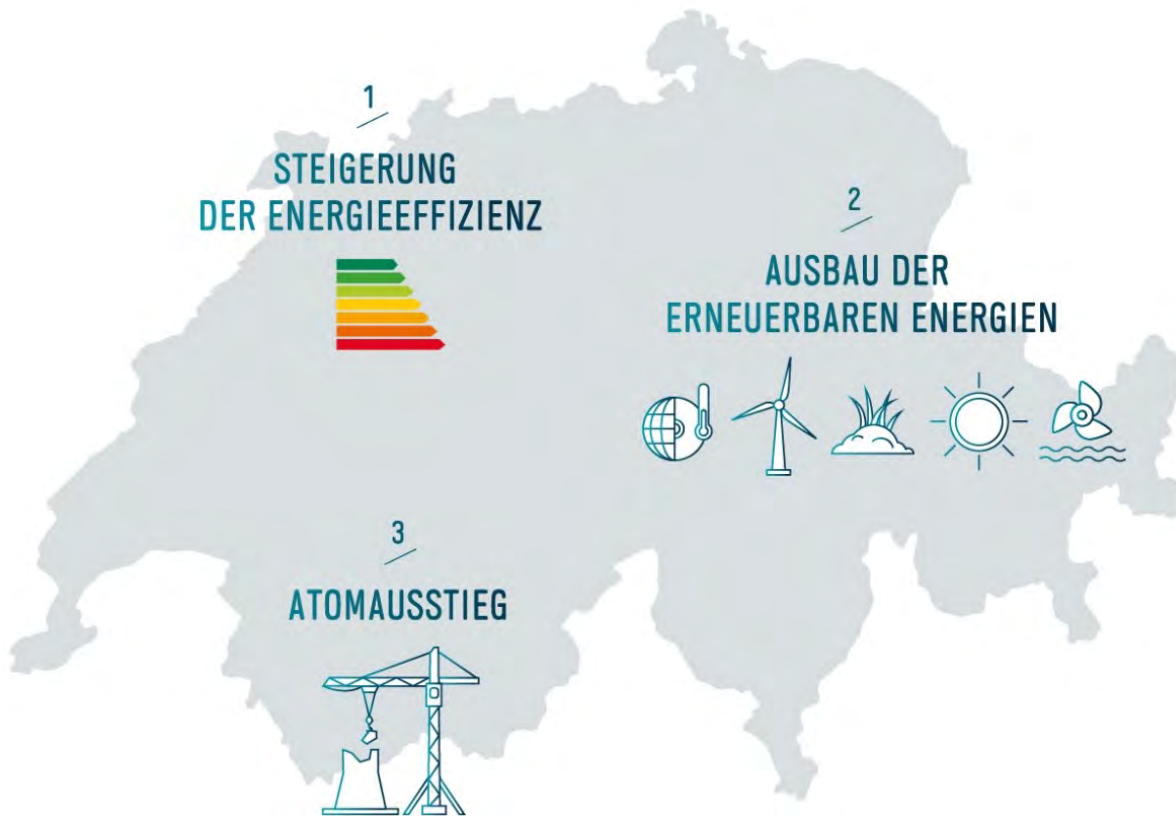 1
STEIGERUNG
DER ENERGIEEFFIZIENZ
2
AUSBAU DER
ERNEUERBAREN ENERGIEN
3
ATOMAUSSTIEG